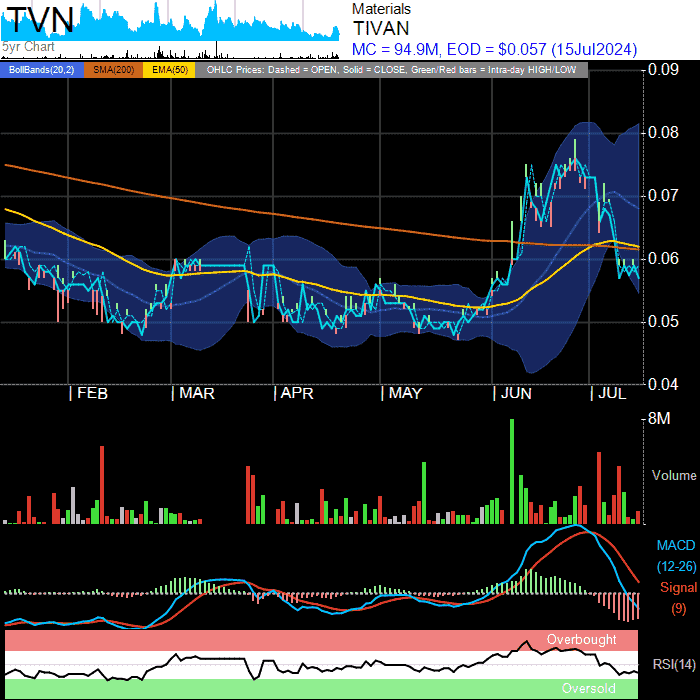 TVN
5yr Chart
Materials
TIVAN
MC = 94.9M, EOD = $0.057 (15Jul2024)
BollBands(20,2) SMA(200) EMA(50) OHLC Prices: Dashed = OPEN, Solid = CLOSE, Green/Red bars = Intra-day HIGH/LOW
0.09
0.08
0.07
0.06
0.05
0.04
| FEB | MAR | APR | MAY | JUN | JUL
8M
Volume
MACD
(12-26)
Signal
(9)
Overbought
RSI(14)
Oversold